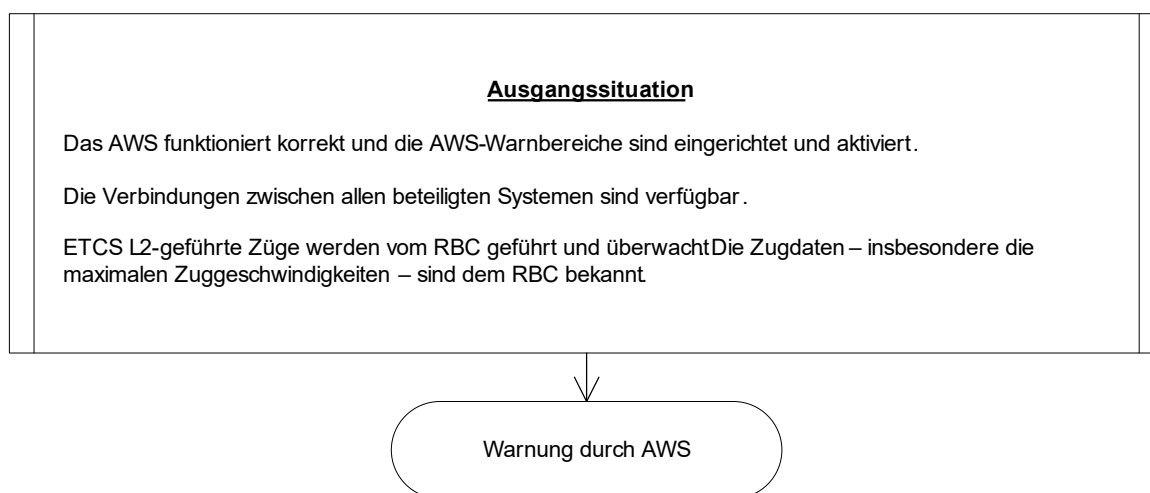 Ausgangssituation
Das AWS funktioniert korrekt und die AWS-Warnbereiche sind eingerichtet und aktiviert.
Die Verbindungen zwischen allen beteiligten Systemen sind verfügbar.
ETCS L2-geführte Züge werden vom RBC geführt und überwachtDie Zugdaten – insbesondere die
maximalen Zuggeschwindigkeiten – sind dem RBC bekannt.
Warnung durch AWS